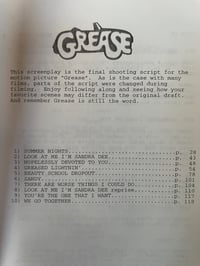 GREASE
This screenplay is the final shooting script for the
motion picture 'Grease'. As is the case with many
films, parts of the script were changed during
filming. Enjoy following along and seeing how your
favorite scenes may differ from the original draft.
And remember Grease is still the word.
1) SUMMER NIGHTS.................................p. 28
2) LOOK AT ME I'M SANDRA DEE.....................p. 43
3) HOPELESSLY DEVOTED TO YOU.....................p. 48
4) GREASED LIGHTNIN'.............................p. 57
5) BEAUTY SCHOOL DROPOUT.........................p. 78
6) SANDY.........................................p. 101
7) THERE ARE WORSE THINGS I COULD DO.............p. 104
8) LOOK AT ME I'M SANDRA DEE reprise.............p. 110
9) YOU'RE THE ONE THAT I WANT....................p. 117
10) WE GO TOGETHER...............................p. 118